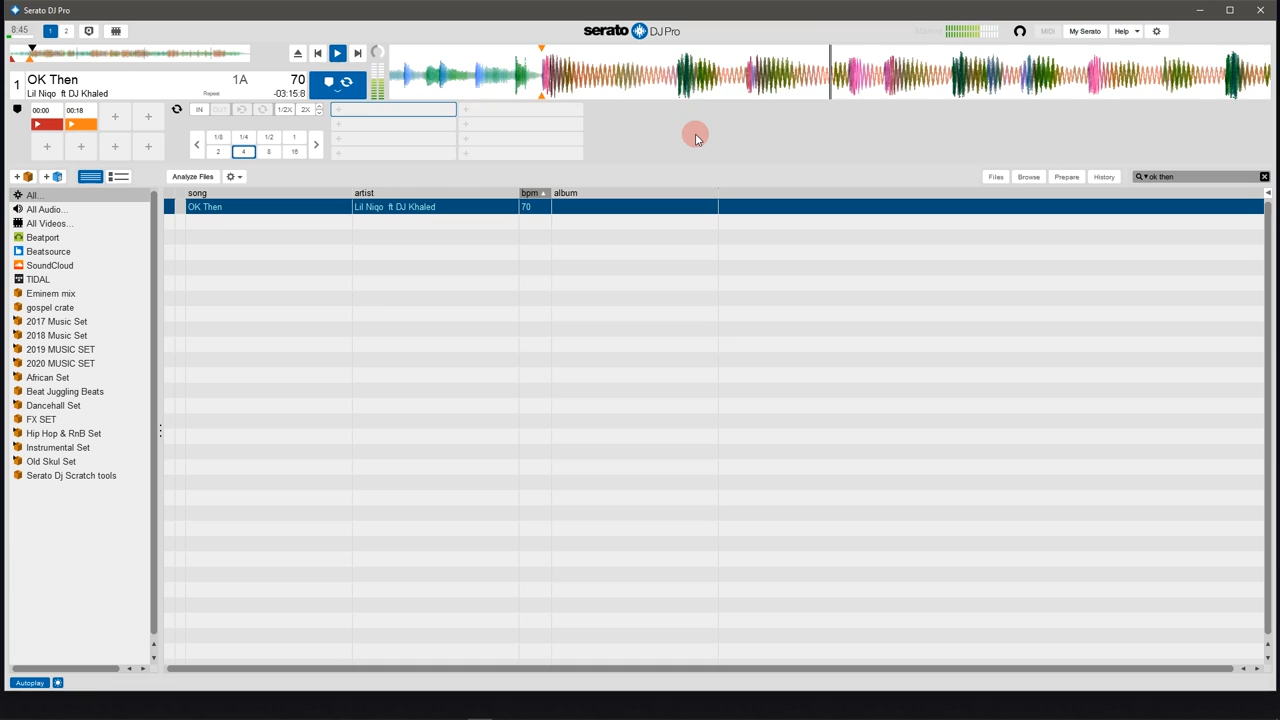 Serato DJ Pro
8:45
1
2
serato DJ Pro
MIDI
My Serato
Help
1
OK Then
1A
70
Lil Niqo ft DJ Khaled
Repeat
-03:15:8
00:00
00:18
IN
OUT
1/2X
2X
1/8
1/4
1/2
1
2
4
8
16
Analyze Files
Files
Browse
Prepare
History
ok then
song
artist
bpm
album
OK Then
Lil Niqo ft DJ Khaled
70
All...
All Audio...
All Videos...
Beatport
Beatsource
SoundCloud
TIDAL
Eminem mix
gospel crate
2017 Music Set
2018 Music Set
2019 MUSIC SET
2020 MUSIC SET
African Set
Beat Juggling Beats
Dancehall Set
FX SET
Hip Hop & RnB Set
Instrumental Set
Old Skul Set
Serato Dj Scratch tools
Autoplay